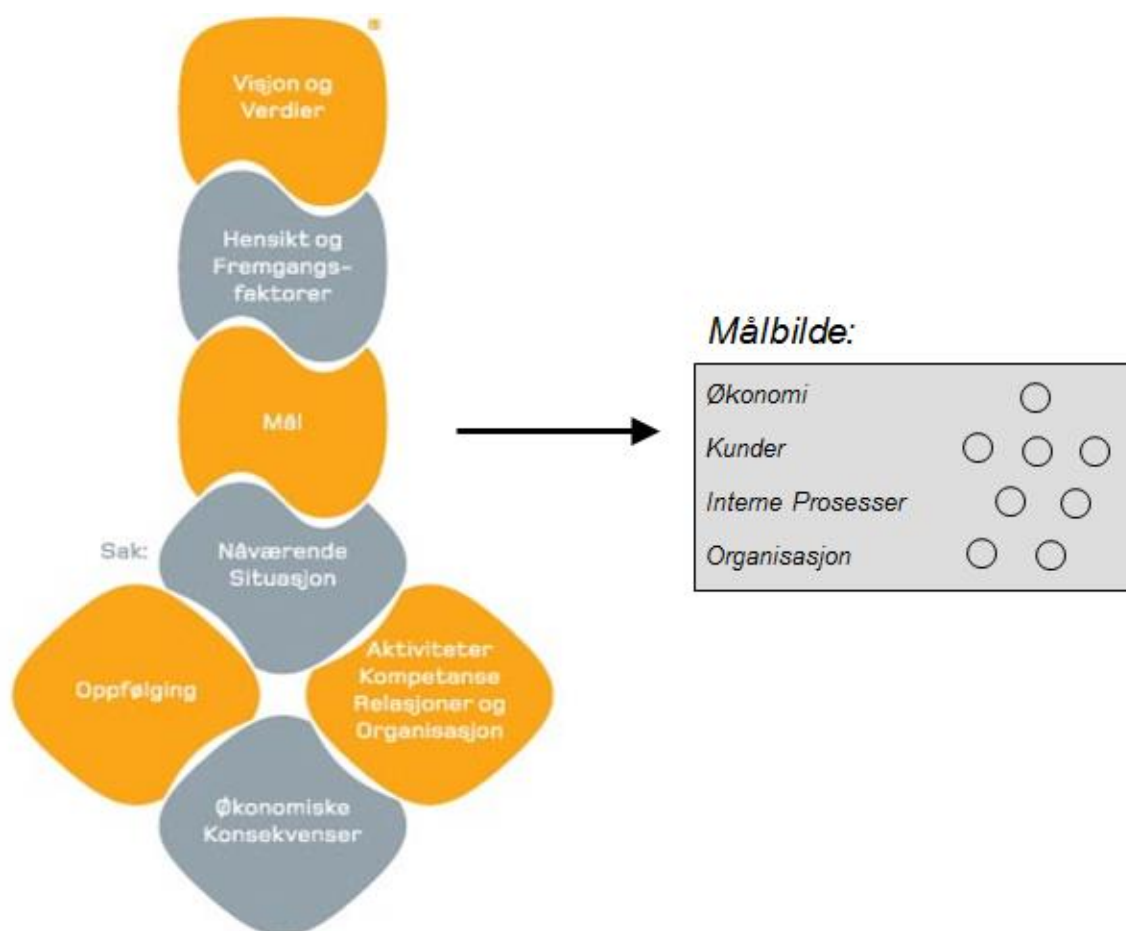 Visjon og
Verdier
Hensikt og
Fremgangs-
faktorer
Mål
Sak:
Nåværende
Situasjon
Oppfølging
Aktiviteter
Kompetanse
Relasjoner og
Organisasjon
Økonomiske
Konsekvenser
Målbilde:
Økonomi
Kunder
Interne Prosesser
Organisasjon